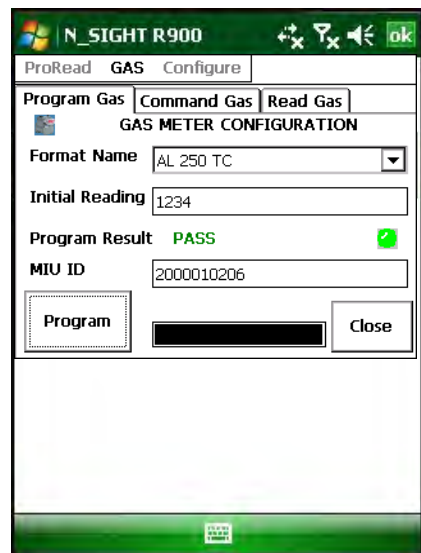 N_SIGHT R900 ok
ProRead GAS Configure
Program Gas Command Gas Read Gas
GAS METER CONFIGURATION
Format Name AL 250 TC
Initial Reading 1234
Program Result PASS
MIU ID 2000010206
Program Close